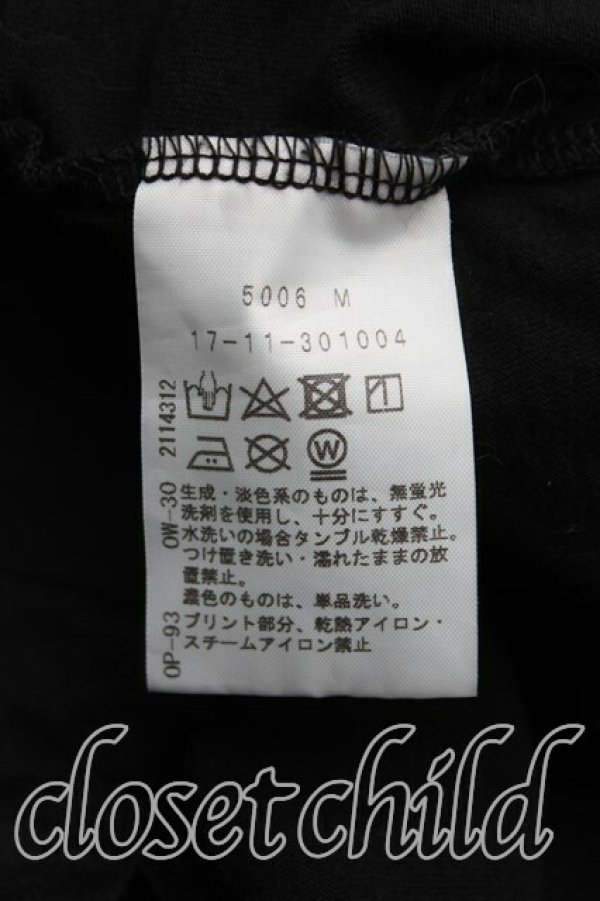 5006 M
17-11-301004
生成・淡色系のものは、無蛍光
洗剤を使用し、十分にすすぐ。
水洗いの場合タンブル乾燥禁止。
つけ置き洗い・濡れたままの放
置禁止。
濃色のものは、単品洗い。
プリント部分、乾熱アイロン・
スチームアイロン禁止
OP-93 OW-30 2114312
W
closet child